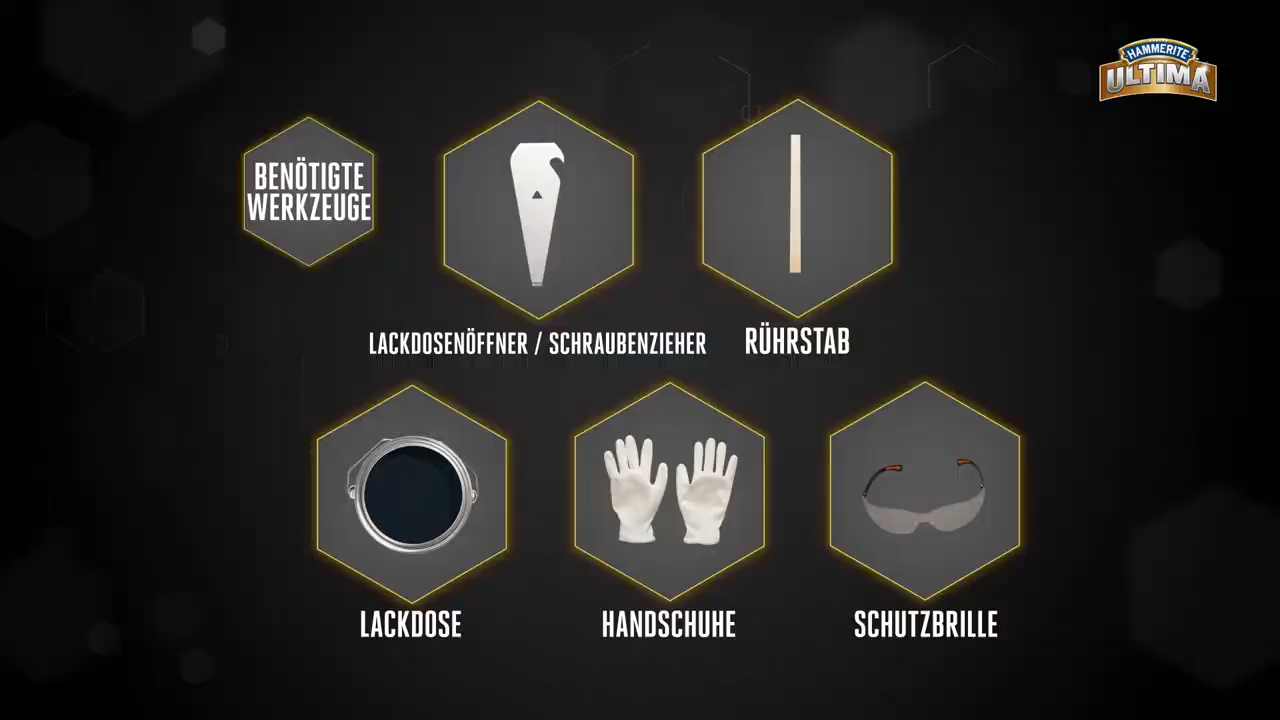 HAMMERITE
ULTIMA
BENÖTIGTE
WERKZEUGE
LACKDOSENÖFFNER / SCHRAUBENZIEHER
RÜHRSTAB
LACKDOSE
HANDSCHUHE
SCHUTZBRILLE